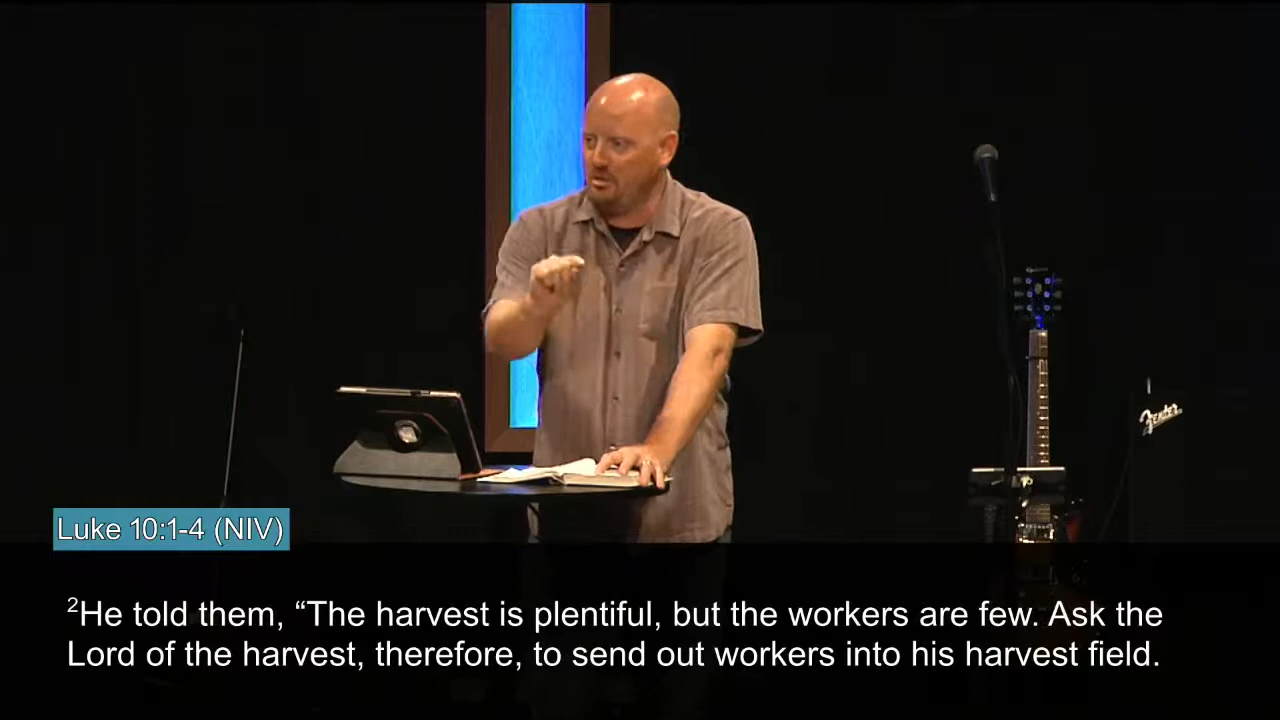 Fender
Luke 10:1-4 (NIV)
²He told them, “The harvest is plentiful, but the workers are few. Ask the
Lord of the harvest, therefore, to send out workers into his harvest field.